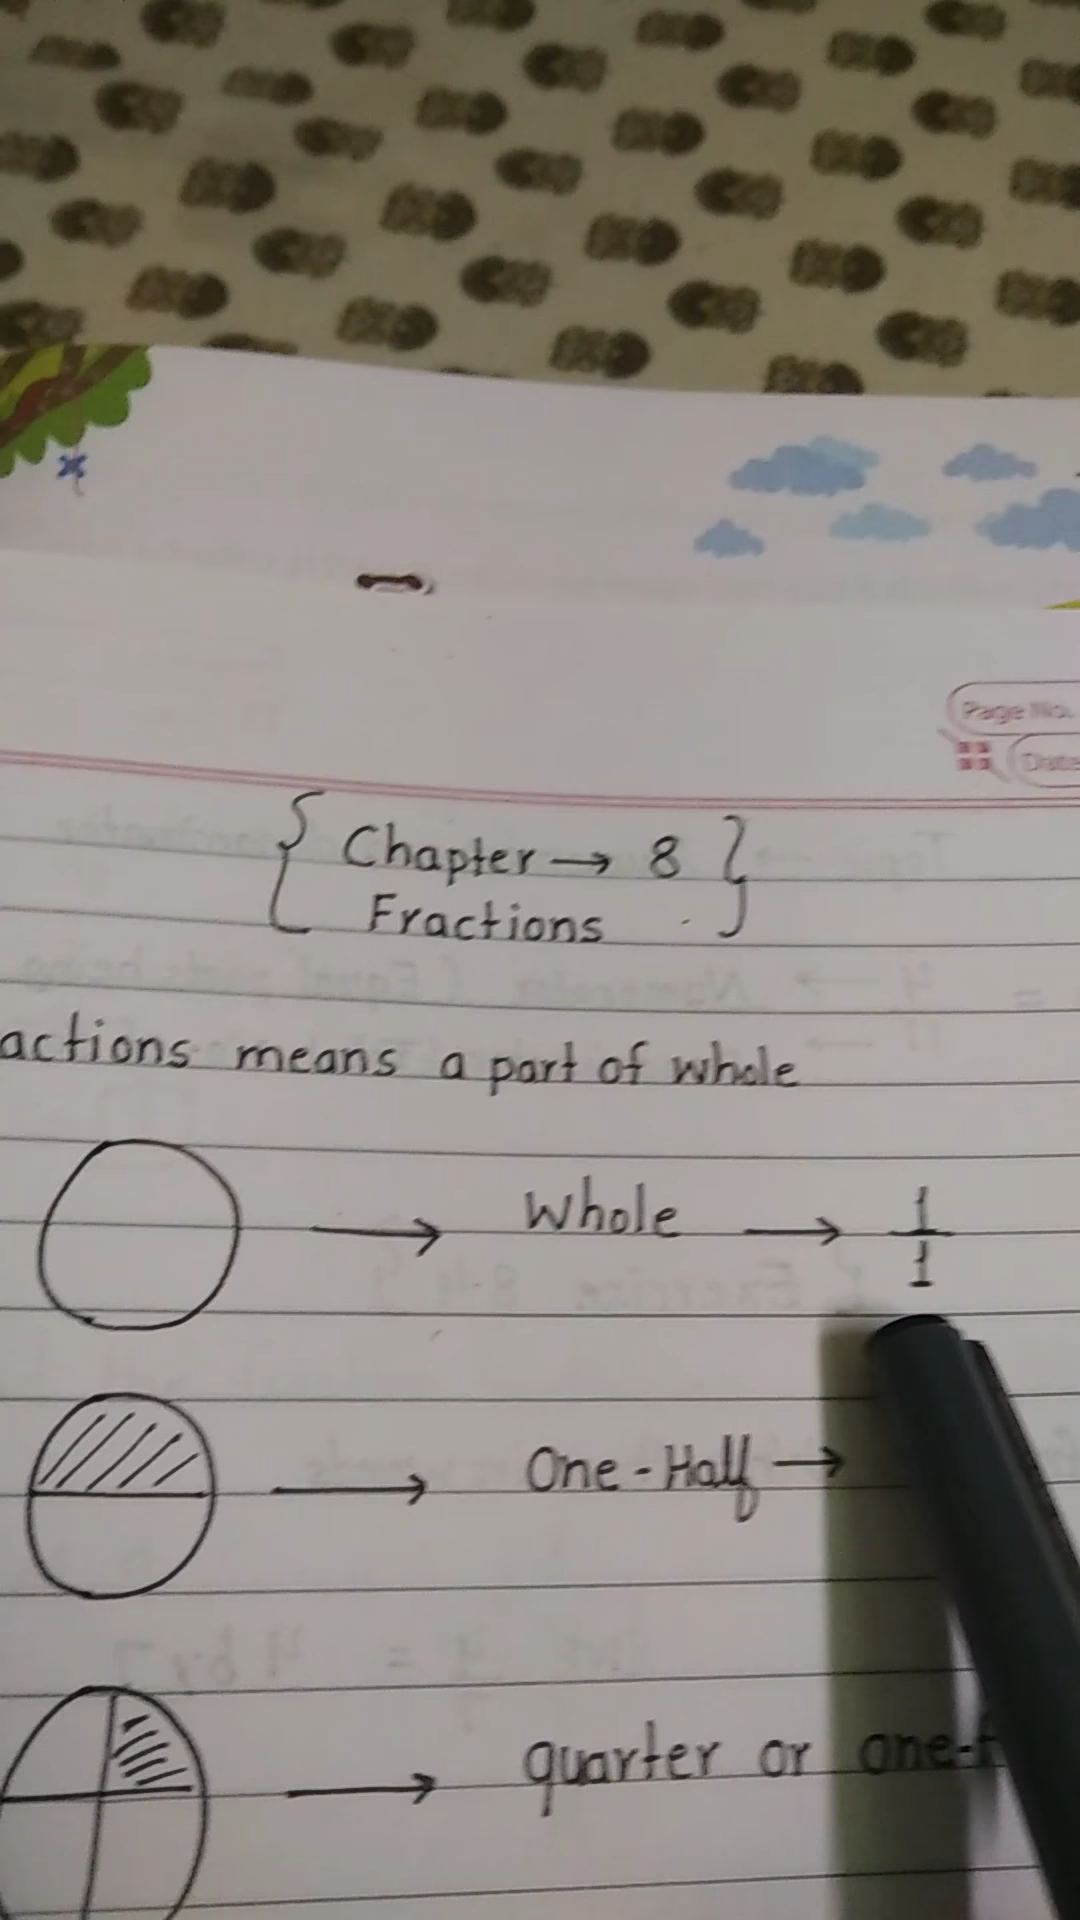 Page No.
Date
{ Chapter → 8 }
Fractions
actions means a part of whole
→ Whole → 1/1
→ One-Half →
→ quarter or one-